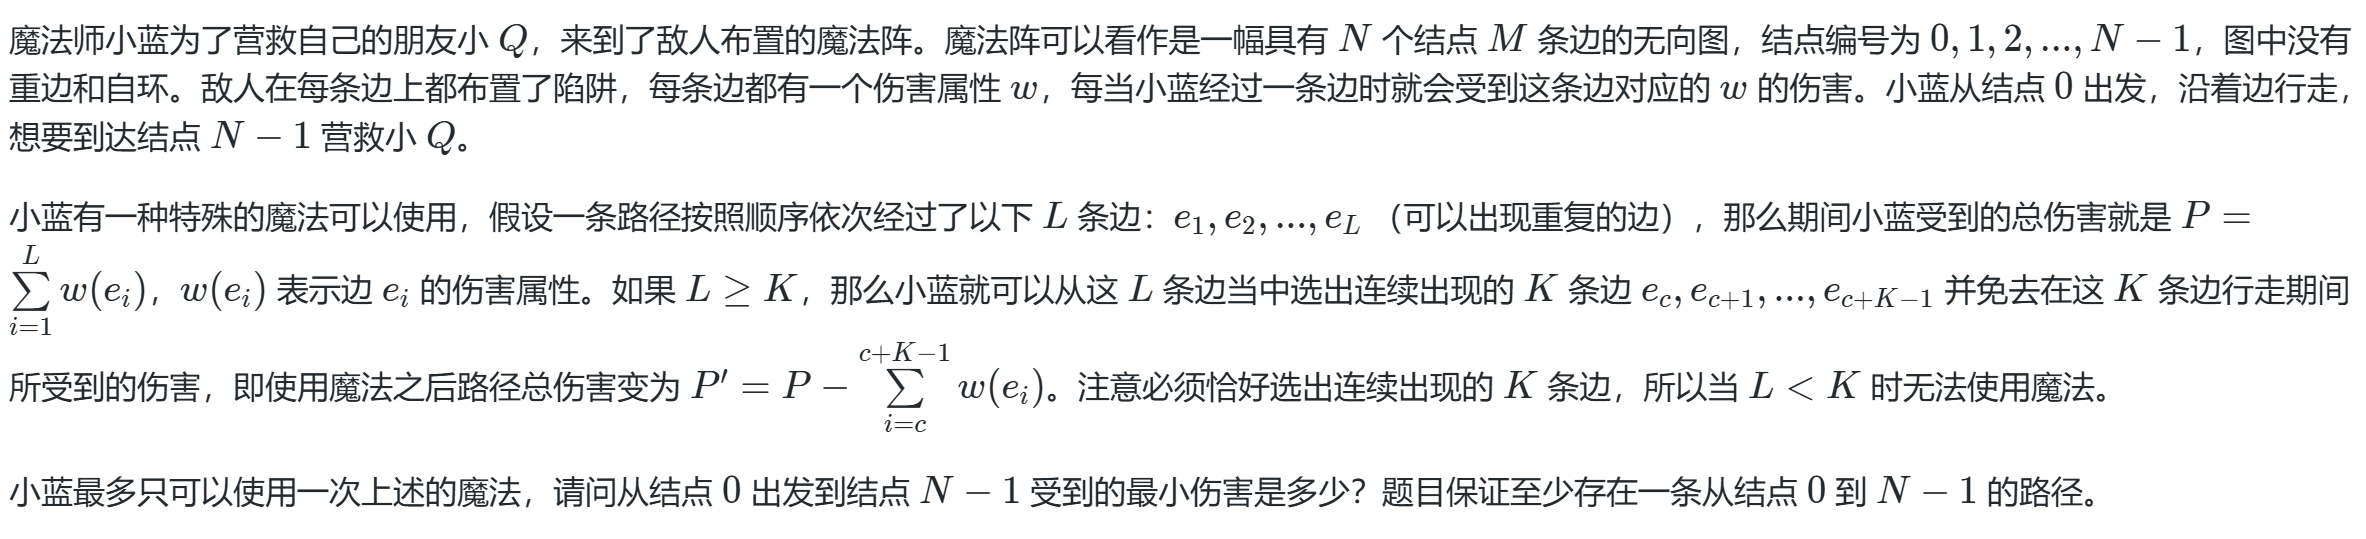 魔法师小蓝为了营救自己的朋友小 Q，来到了敌人布置的魔法阵。魔法阵可以看作是一幅具有 N 个结点 M 条边的无向图，结点编号为 0, 1, 2, ..., N − 1，图中没有
重边和自环。敌人在每条边上都布置了陷阱，每条边都有一个伤害属性 w，每当小蓝经过一条边时就会受到这条边对应的 w 的伤害。小蓝从结点 0 出发，沿着边行走，
想要到达结点 N − 1 营救小 Q。
小蓝有一种特殊的魔法可以使用，假设一条路径按照顺序依次经过了以下 L 条边：e_1, e_2, ..., e_L （可以出现重复的边），那么期间小蓝受到的总伤害就是 P =
\sum_{i=1}^{L} w(e_i)，w(e_i) 表示边 e_i 的伤害属性。如果 L ≥ K，那么小蓝就可以从这 L 条边当中选出连续出现的 K 条边 e_c, e_{c+1}, ..., e_{c+K−1} 并免去在这 K 条边行走期间
所受到的伤害，即使用魔法之后路径总伤害变为 P′ = P − \sum_{i=c}^{c+K−1} w(e_i)。注意必须恰好选出连续出现的 K 条边，所以当 L < K 时无法使用魔法。
小蓝最多只可以使用一次上述的魔法，请问从结点 0 出发到结点 N − 1 受到的最小伤害是多少？题目保证至少存在一条从结点 0 到 N − 1 的路径。